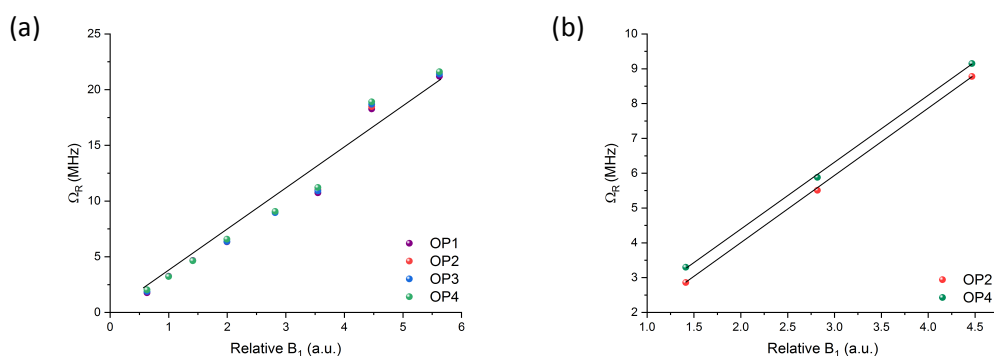 (a)
25
20
15
10
5
0
Ω_R (MHz)
0 1 2 3 4 5 6
Relative B₁ (a.u.)
OP1
OP2
OP3
OP4
(b)
10
9
8
7
6
5
4
3
2
Ω_R (MHz)
1.0 1.5 2.0 2.5 3.0 3.5 4.0 4.5
Relative B₁ (a.u.)
OP2
OP4